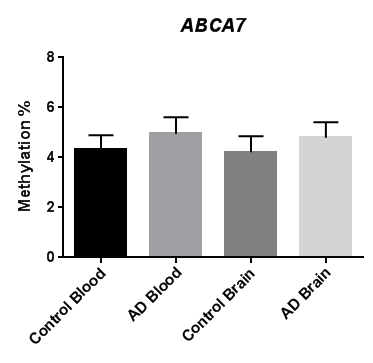 ABCA7
Methylation %
8
6
4
2
0
Control Blood
AD Blood
Control Brain
AD Brain